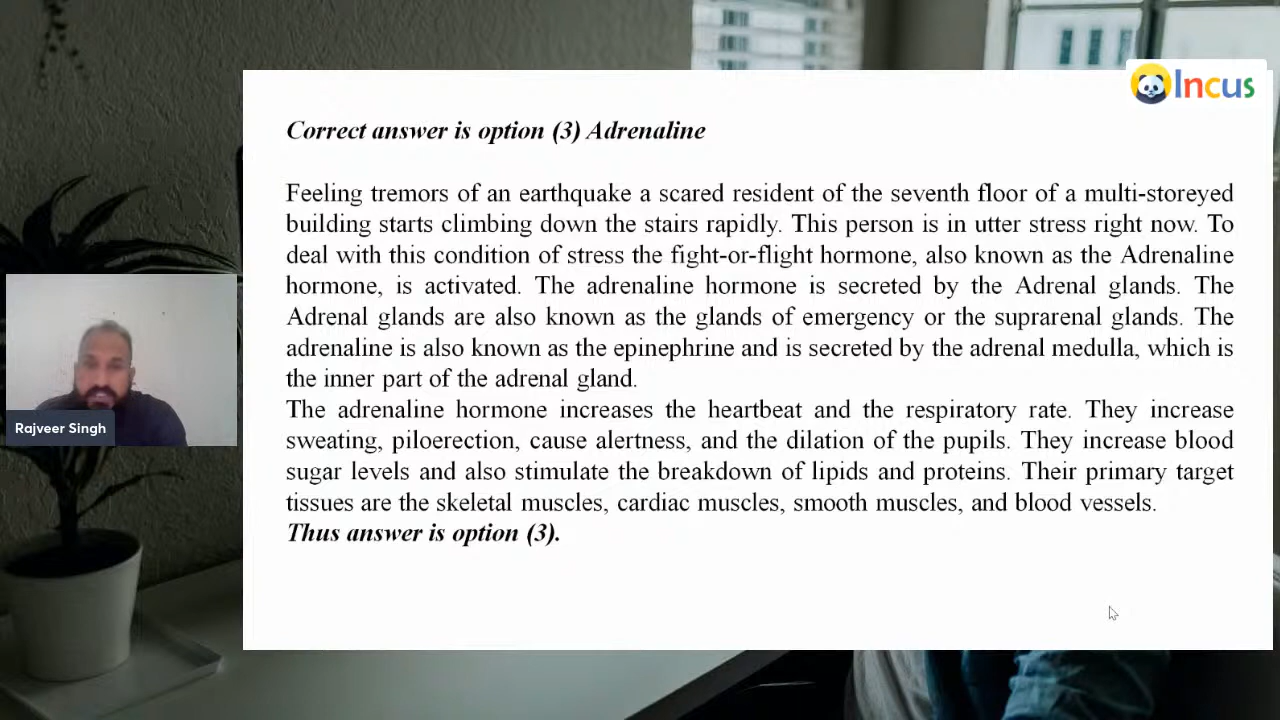 Incus
Correct answer is option (3) Adrenaline
Feeling tremors of an earthquake a scared resident of the seventh floor of a multi-storeyed
building starts climbing down the stairs rapidly. This person is in utter stress right now. To
deal with this condition of stress the fight-or-flight hormone, also known as the Adrenaline
hormone, is activated. The adrenaline hormone is secreted by the Adrenal glands. The
Adrenal glands are also known as the glands of emergency or the suprarenal glands. The
adrenaline is also known as the epinephrine and is secreted by the adrenal medulla, which is
the inner part of the adrenal gland.
The adrenaline hormone increases the heartbeat and the respiratory rate. They increase
sweating, piloerection, cause alertness, and the dilation of the pupils. They increase blood
sugar levels and also stimulate the breakdown of lipids and proteins. Their primary target
tissues are the skeletal muscles, cardiac muscles, smooth muscles, and blood vessels.
Thus answer is option (3).
Rajveer Singh